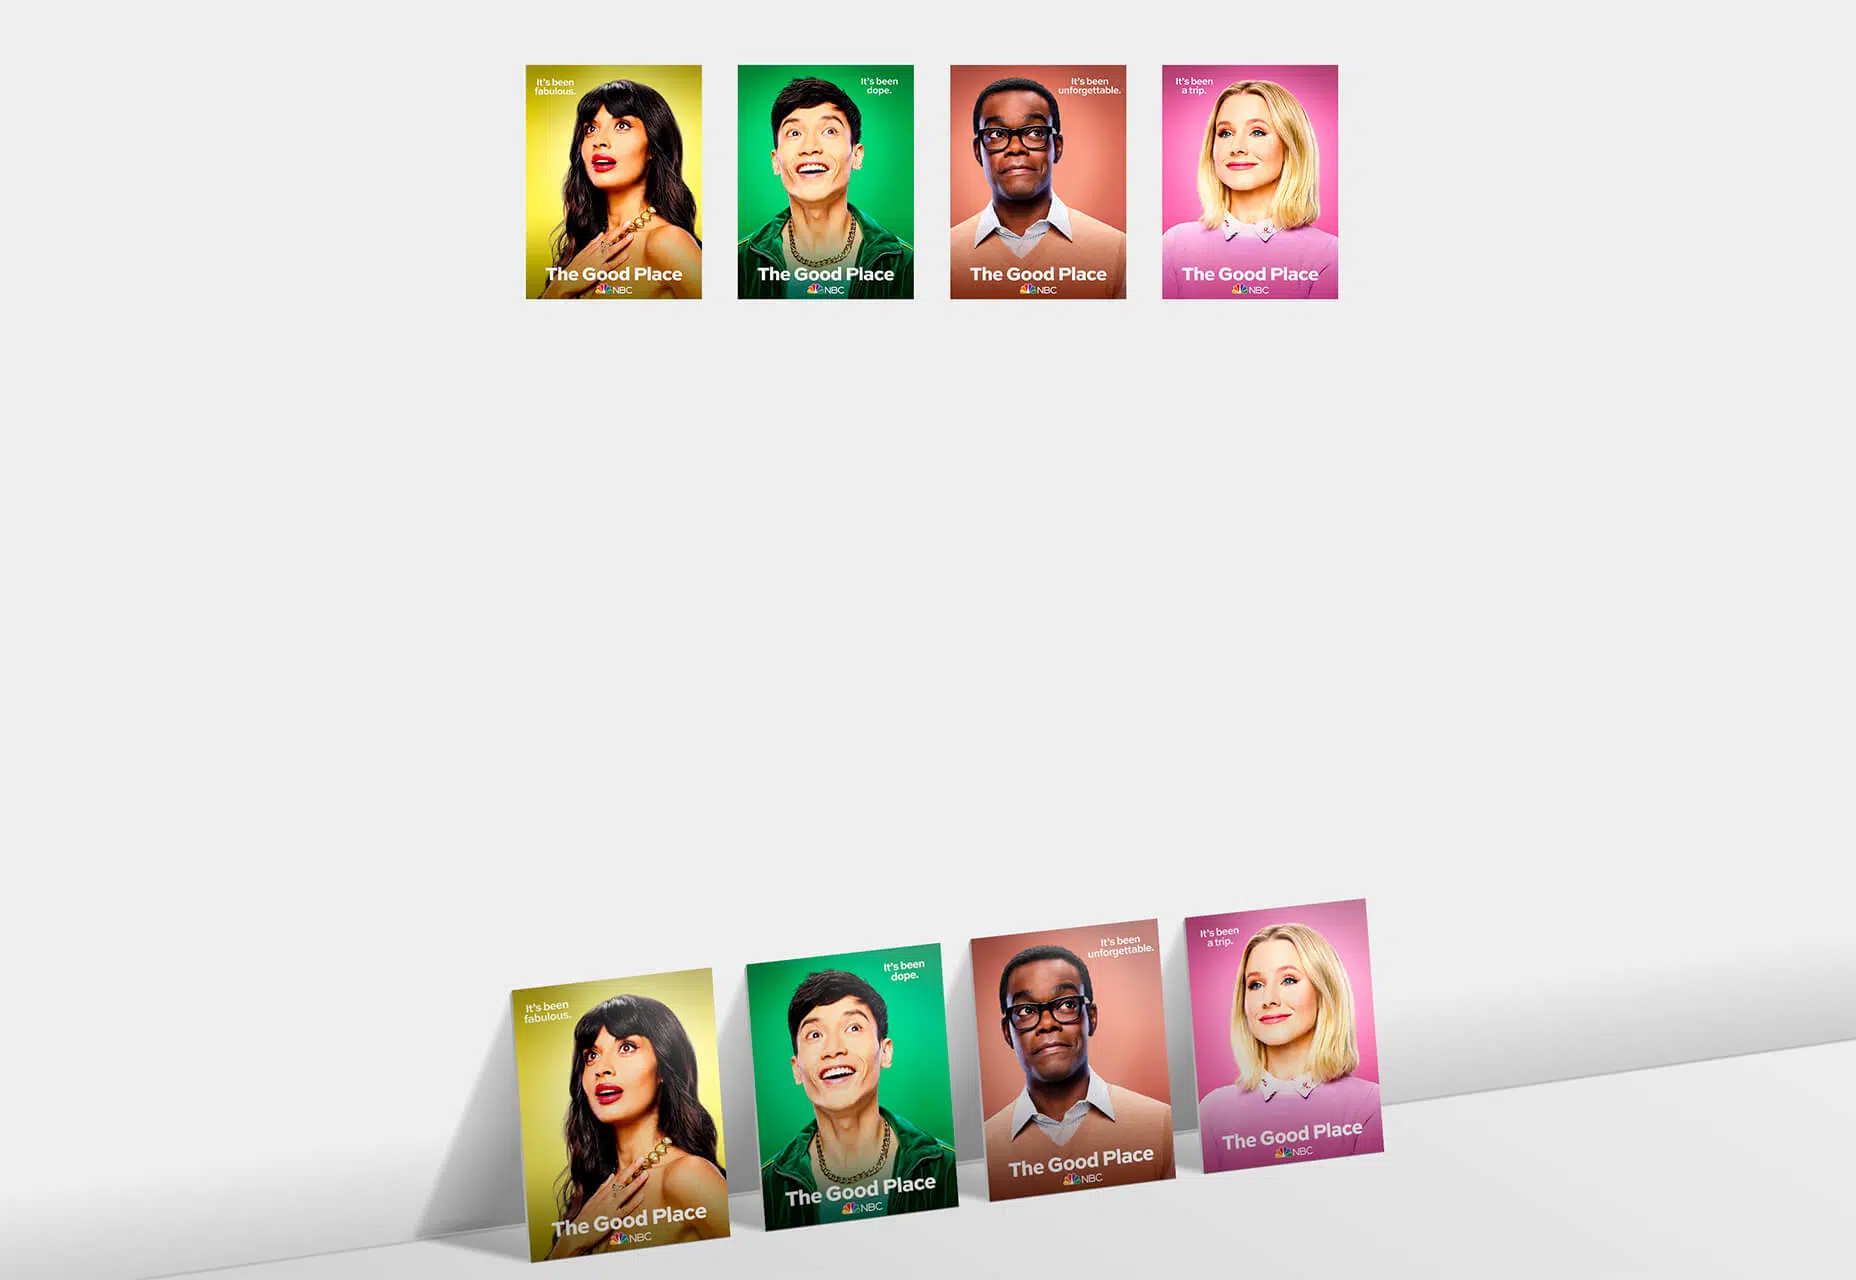 It's been
fabulous.
The Good Place
NBC
It's been
dope.
The Good Place
NBC
It's been
unforgettable.
The Good Place
NBC
It's been
a trip.
The Good Place
NBC
It's been
fabulous.
The Good Place
NBC
It's been
dope.
The Good Place
NBC
It's been
unforgettable.
The Good Place
NBC
It's been
a trip.
The Good Place
NBC